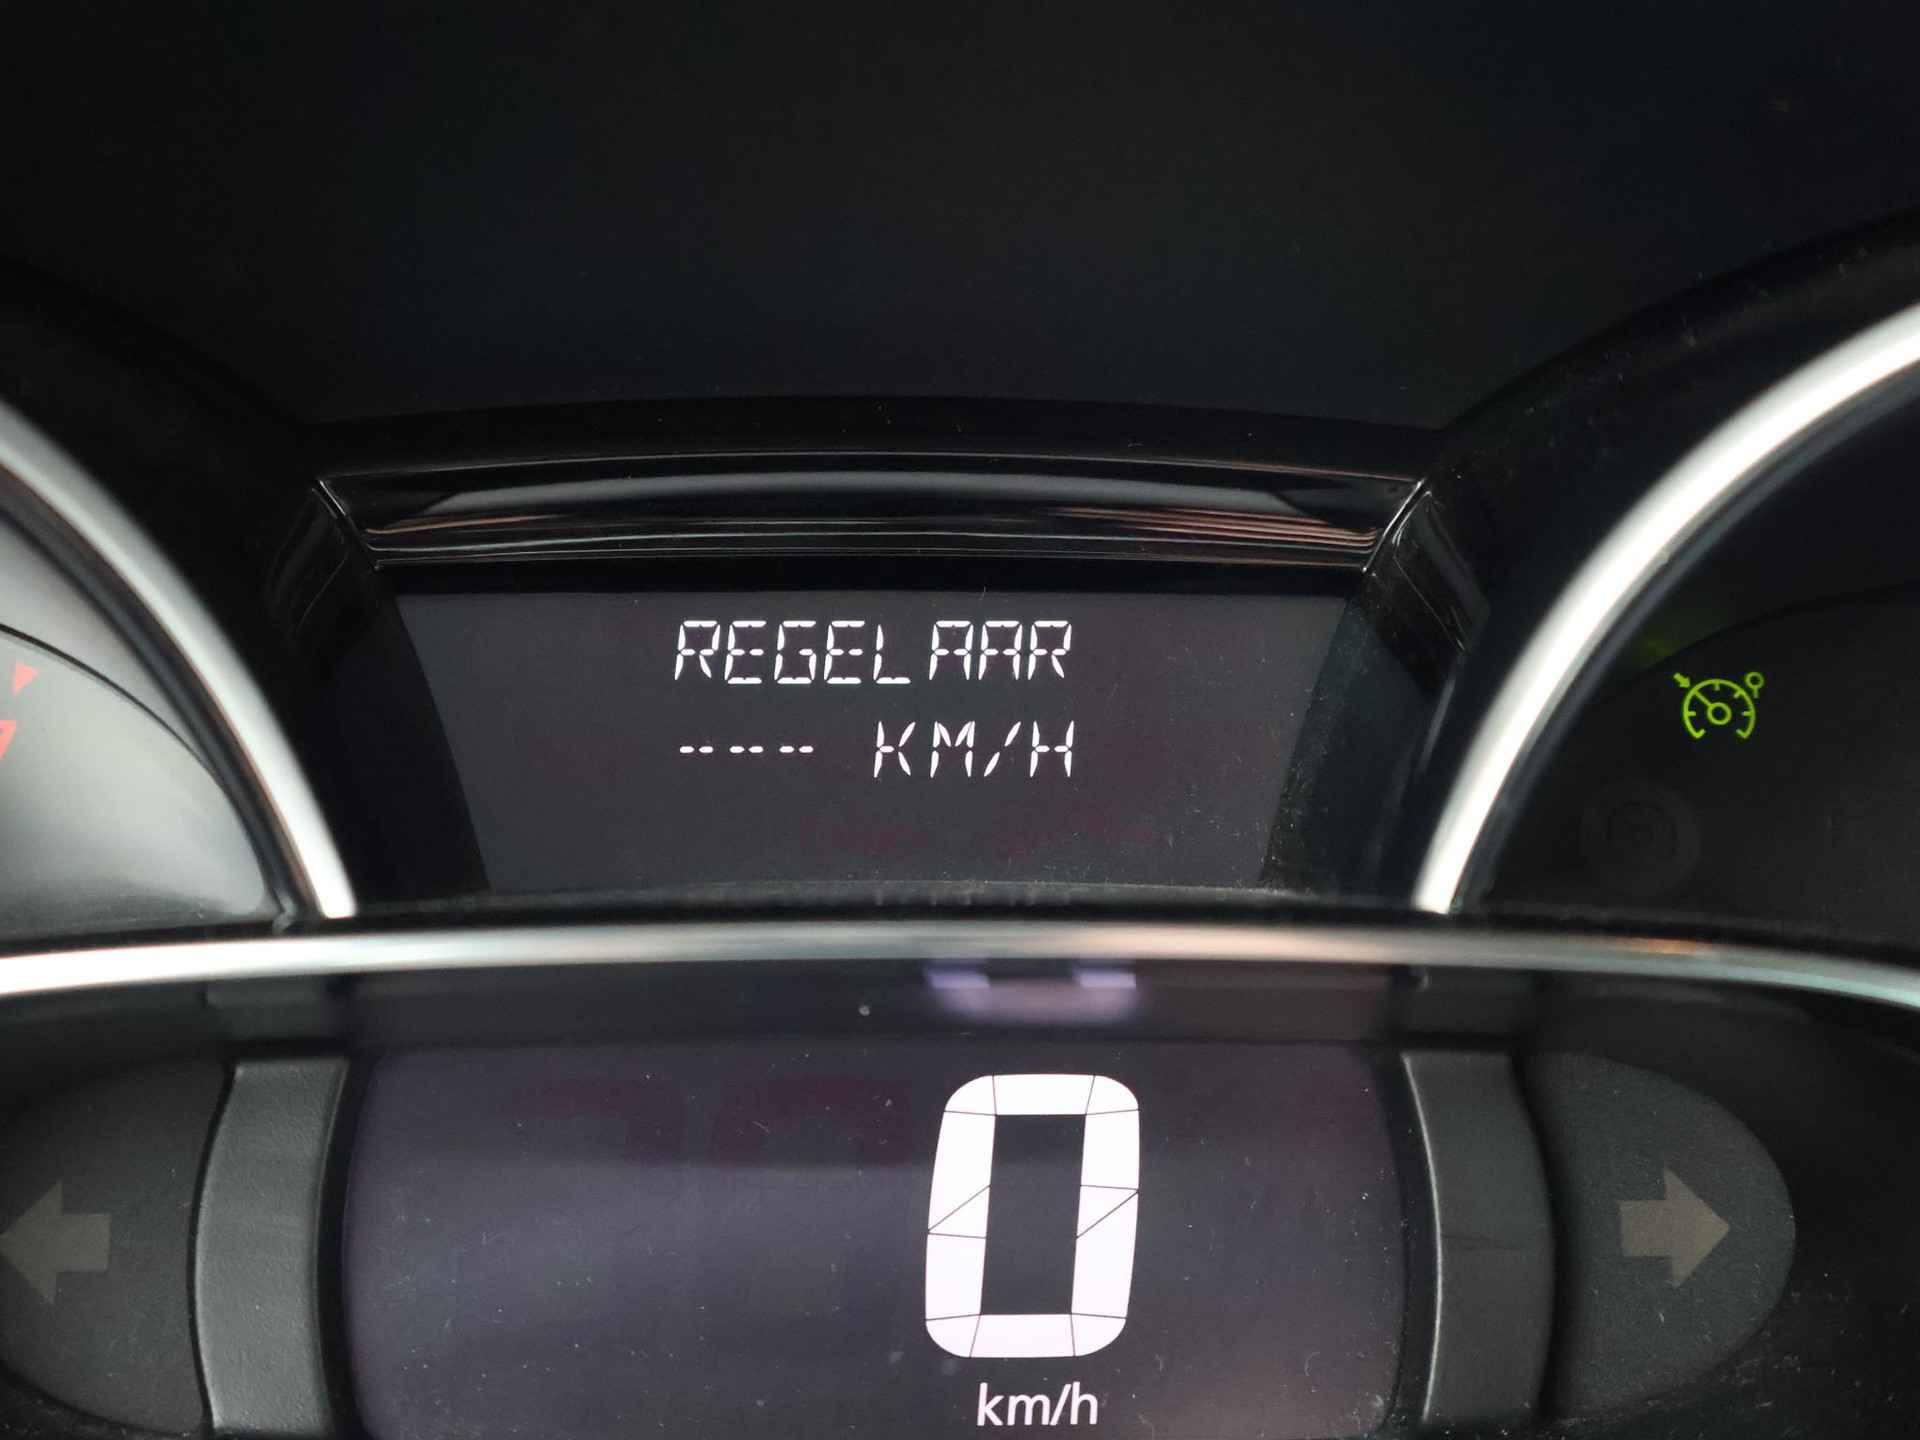 REGELAAR
---- KM/H
0
km/h